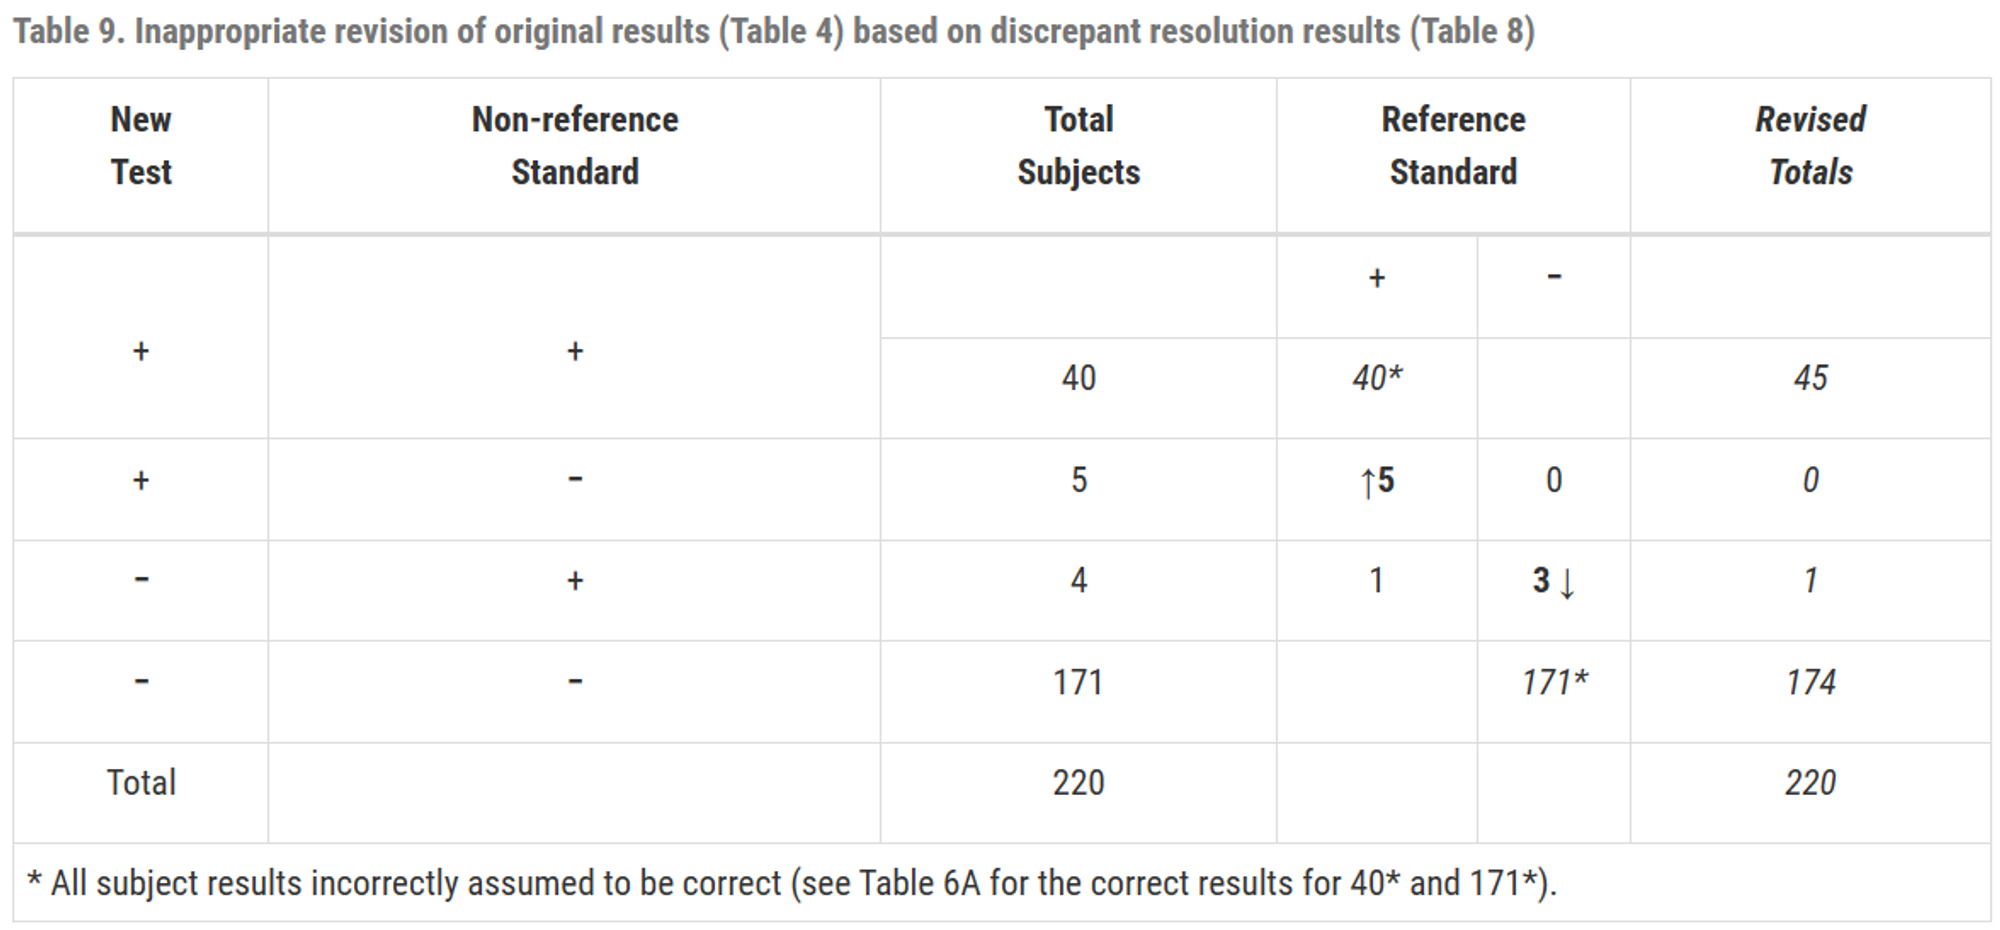 Table 9. Inappropriate revision of original results (Table 4) based on discrepant resolution results (Table 8)
New Test Non-reference Standard Total Subjects Reference Standard Revised Totals
+ −
+ + 40 40* 45
+ − 5 ↑5 0 0
− + 4 1 3 ↓ 1
− − 171 171* 174
Total 220 220
* All subject results incorrectly assumed to be correct (see Table 6A for the correct results for 40* and 171*).